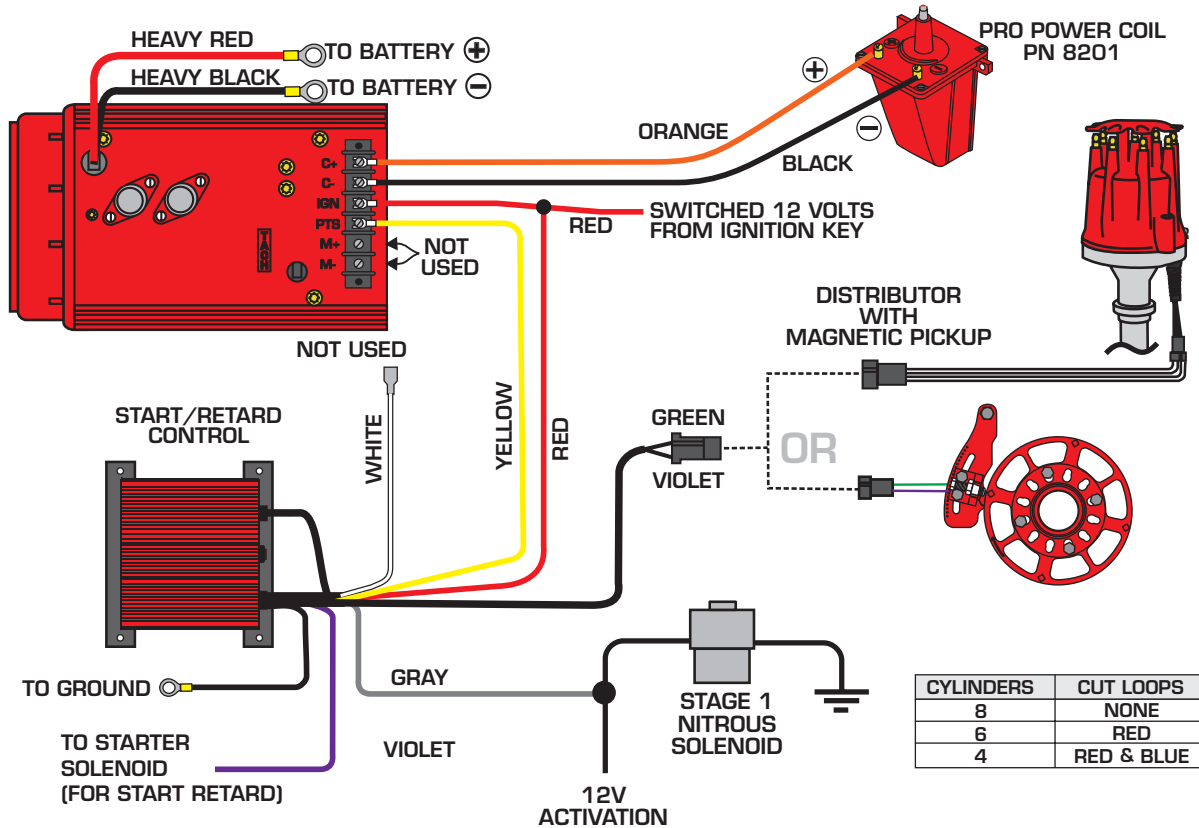 HEAVY RED
TO BATTERY ⊕
HEAVY BLACK
TO BATTERY ⊖
PRO POWER COIL
PN 8201
⊕
⊖
ORANGE
BLACK
C+
C-
IGN
PTS
M+
M-
TACH
NOT
USED
RED
SWITCHED 12 VOLTS
FROM IGNITION KEY
DISTRIBUTOR
WITH
MAGNETIC PICKUP
NOT USED
START/RETARD
CONTROL
WHITE
YELLOW
RED
GREEN
VIOLET
OR
TO GROUND
GRAY
TO STARTER
SOLENOID
(FOR START RETARD)
VIOLET
STAGE 1
NITROUS
SOLENOID
12V
ACTIVATION
CYLINDERS CUT LOOPS
8 NONE
6 RED
4 RED & BLUE